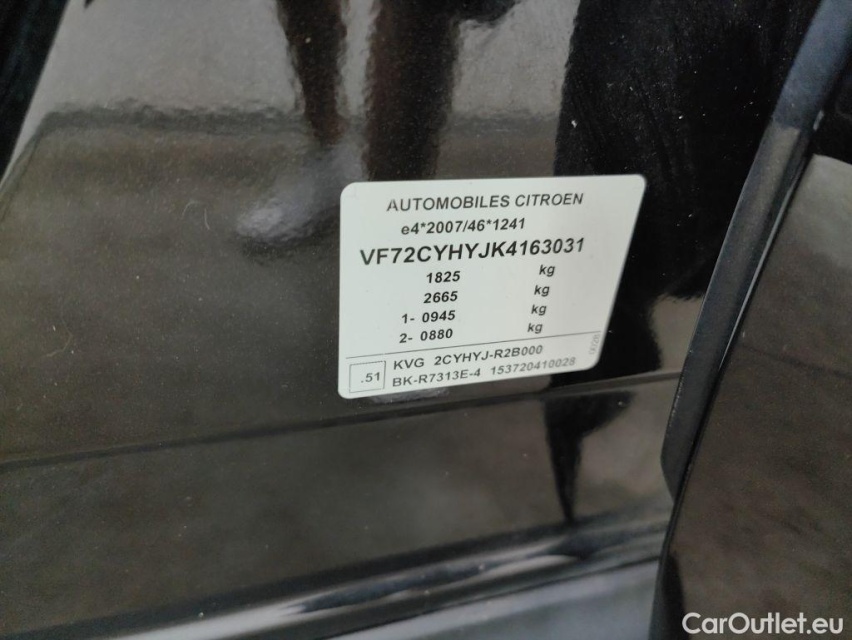 AUTOMOBILES CITROEN
e4*2007/46*1241
VF72CYHYJK4163031
1825 kg
2665 kg
1- 0945 kg
2- 0880 kg
.51 KVG 2CYHYJ-R2B000
BK-R7313E-4 153720410028
CarOutlet.eu